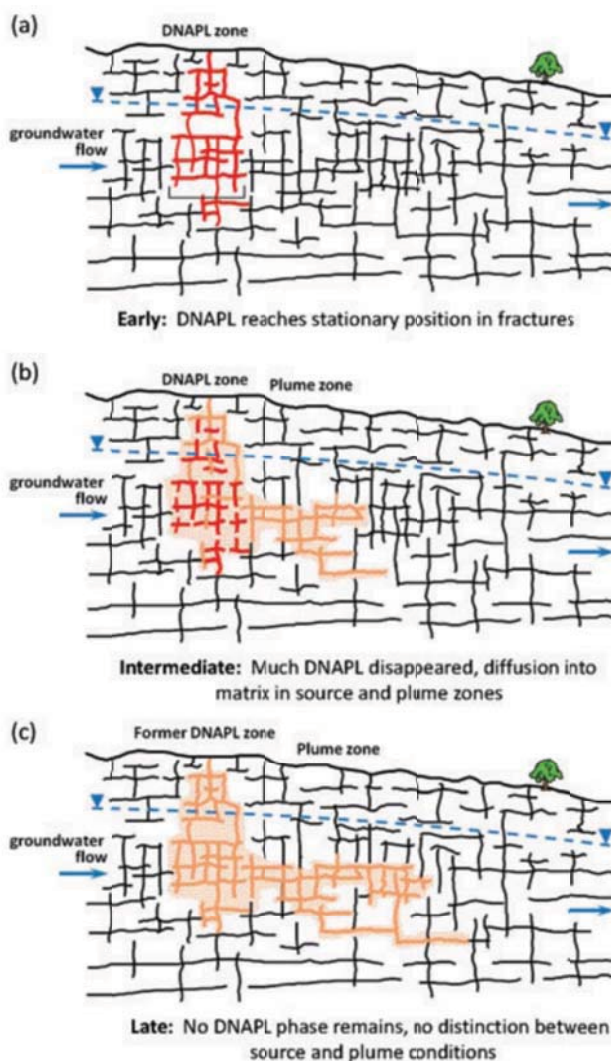 (a)
DNAPL zone
groundwater
flow
Early: DNAPL reaches stationary position in fractures
(b)
DNAPL zone Plume zone
groundwater
flow
Intermediate: Much DNAPL disappeared, diffusion into
matrix in source and plume zones
(c)
Former DNAPL zone
Plume zone
groundwater
flow
Late: No DNAPL phase remains, no distinction between
source and plume conditions